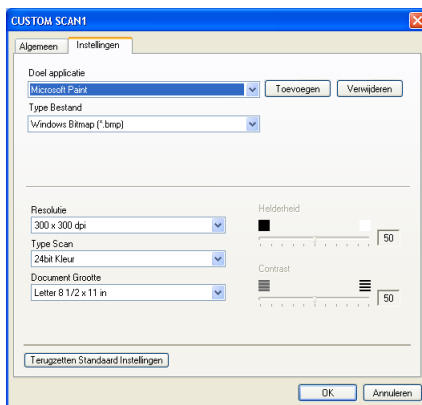 CUSTOM SCAN1
Algemeen Instellingen
Doel applicatie
Microsoft Paint Toevoegen Verwijderen
Type Bestand
Windows Bitmap (*.bmp)
Resolutie Helderheid
300 x 300 dpi 50
Type Scan
24bit Kleur
Document Grootte Contrast
Letter 8 1/2 x 11 in 50
Terugzetten Standaard Instellingen
OK Annuleren